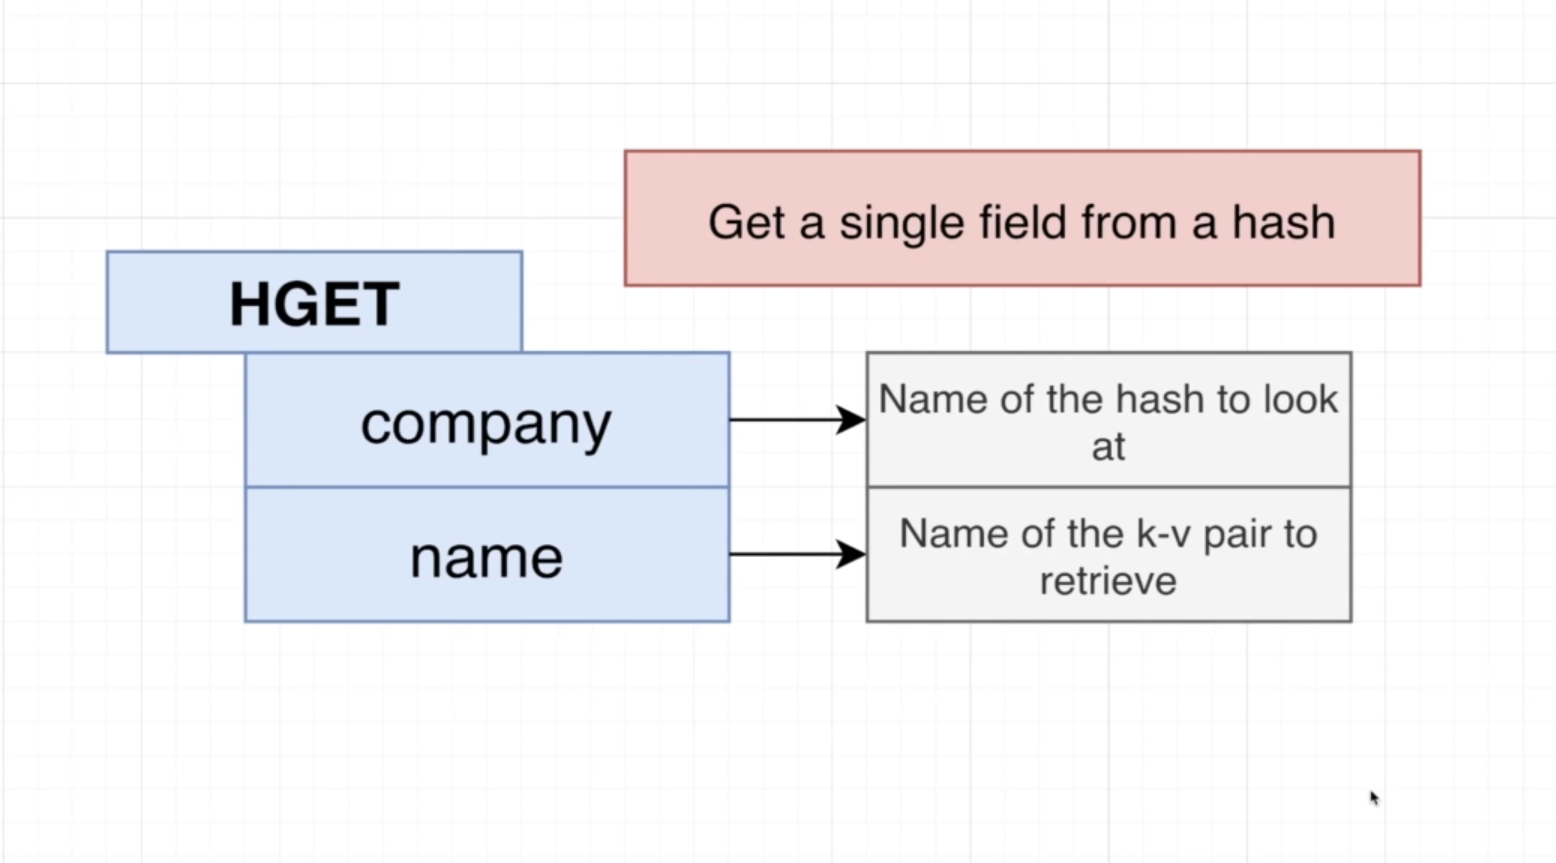 Get a single field from a hash
HGET
company
Name of the hash to look
at
name
Name of the k-v pair to
retrieve